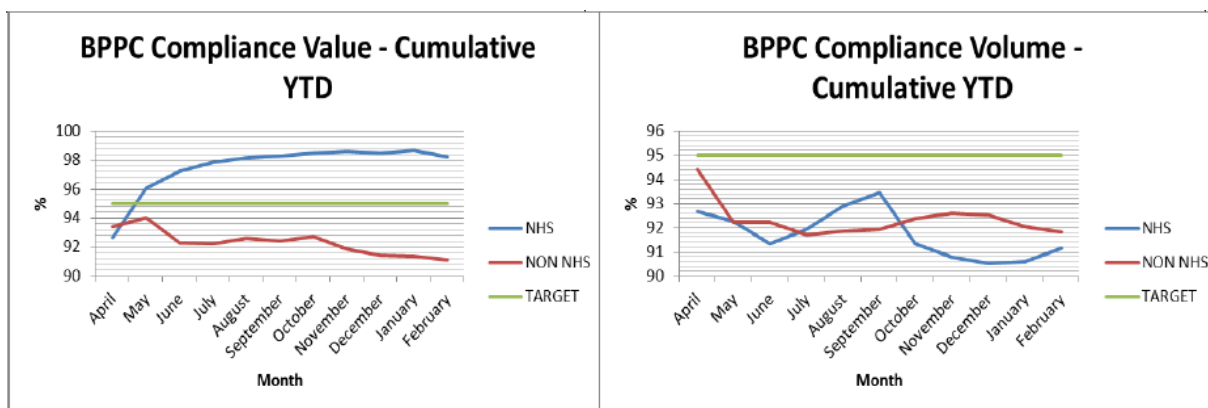 BPPC Compliance Value - Cumulative
YTD
100
98
96
94
92
90
%
April
May
June
July
August
September
October
November
December
January
February
Month
NHS
NON NHS
TARGET
BPPC Compliance Volume -
Cumulative YTD
96
95
94
93
92
91
90
%
April
May
June
July
August
September
October
November
December
January
February
Month
NHS
NON NHS
TARGET